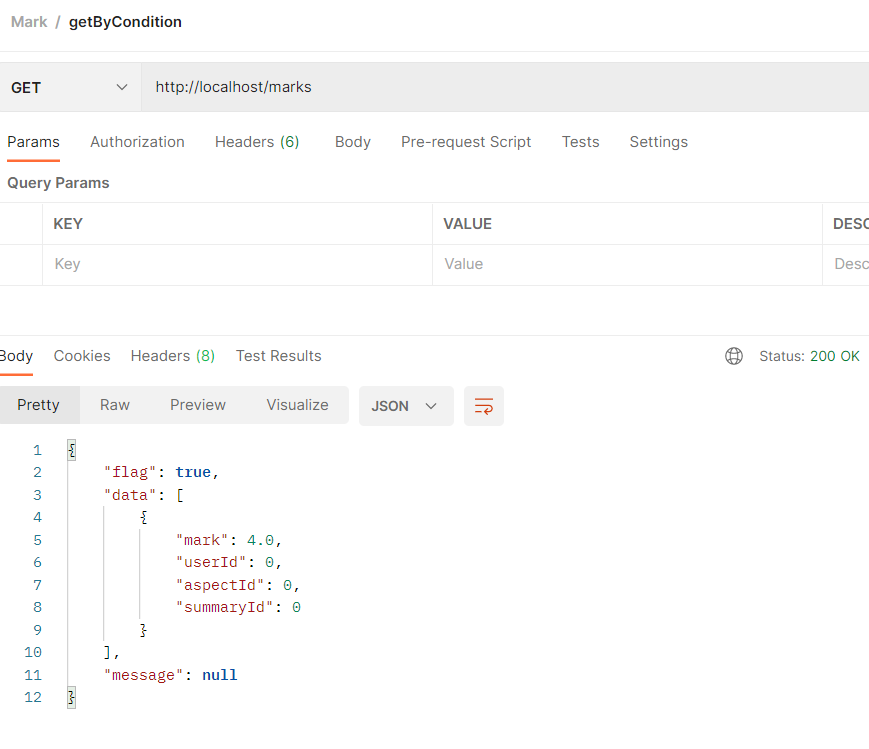 Mark / getByCondition
GET http://localhost/marks
Params Authorization Headers (6) Body Pre-request Script Tests Settings
Query Params
KEY VALUE DESC
Key Value Desc
Body Cookies Headers (8) Test Results Status: 200 OK
Pretty Raw Preview Visualize JSON
1 {
2 "flag": true,
3 "data": [
4 {
5 "mark": 4.0,
6 "userId": 0,
7 "aspectId": 0,
8 "summaryId": 0
9 }
10 ],
11 "message": null
12 }